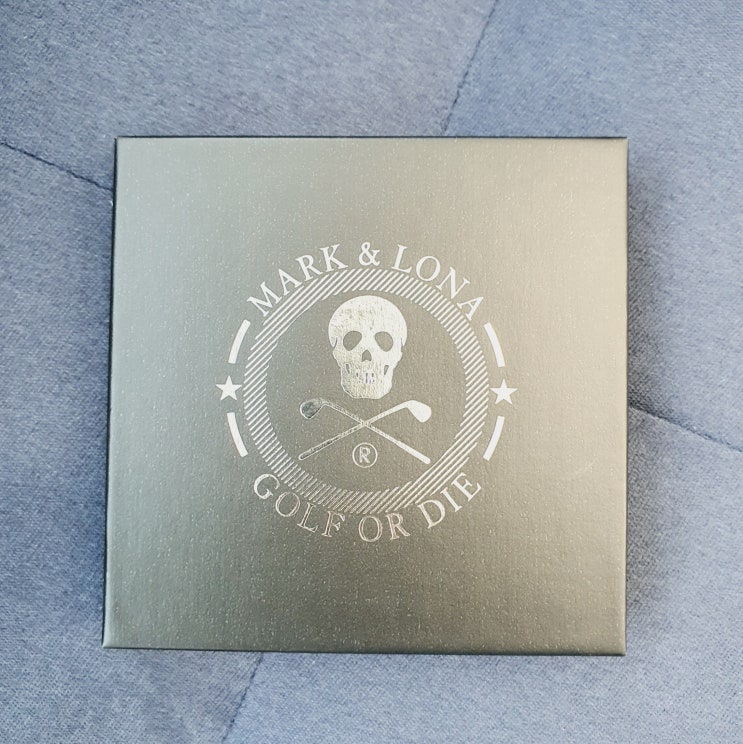 MARK & LONA
®
GOLF OR DIE